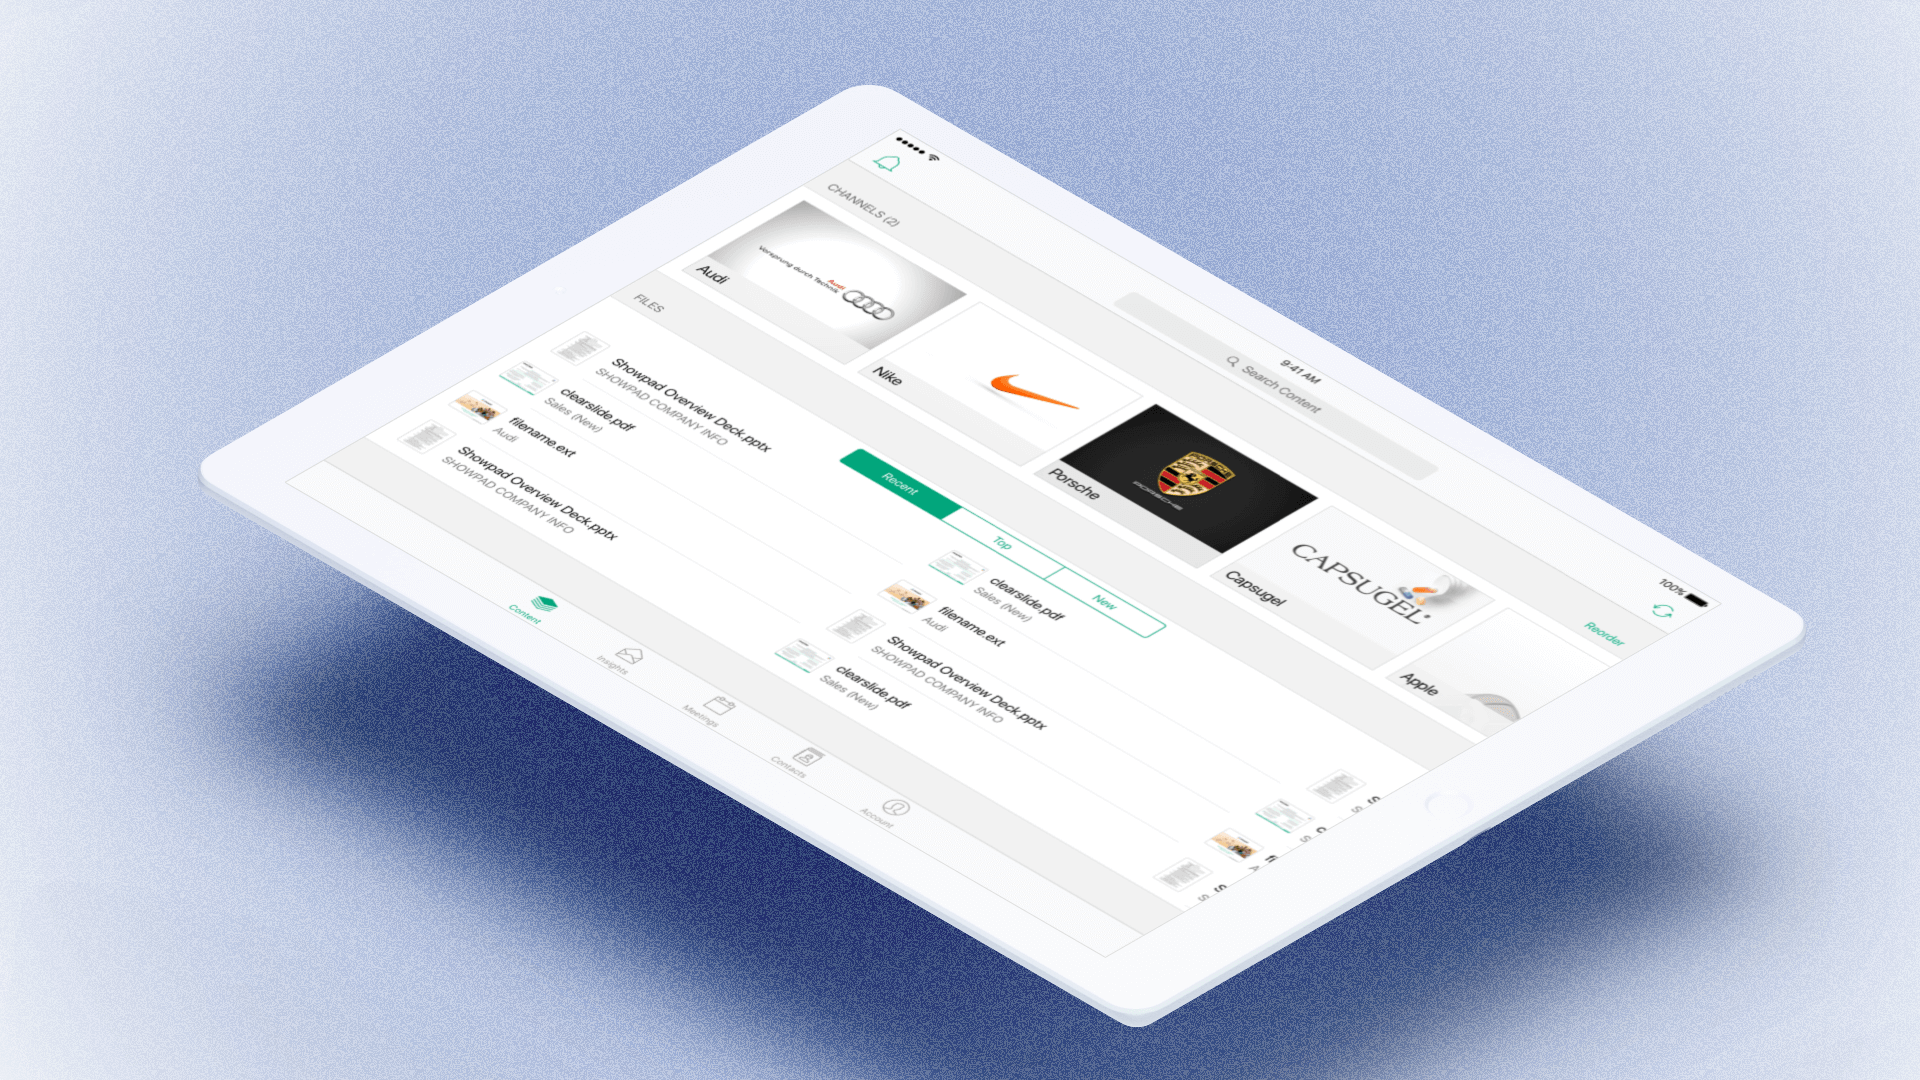 9:41 AM
100%
Search Content
CHANNELS (2)
Reorder
Vorsprung durch Technik
Audi
Audi
Nike
PORSCHE
Porsche
CAPSUGEL
Capsugel
Apple
FILES
Recent
Top
New
Showpad Overview Deck.pptx
SHOWPAD COMPANY INFO
clearslide.pdf
Sales (New)
filename.ext
Audi
Showpad Overview Deck.pptx
SHOWPAD COMPANY INFO
clearslide.pdf
Sales (New)
filename.ext
Audi
Showpad Overview Deck.pptx
SHOWPAD COMPANY INFO
clearslide.pdf
Sales (New)
S
S
c
S
fi
A
S
S
Content
Insights
Meetings
Contacts
Account